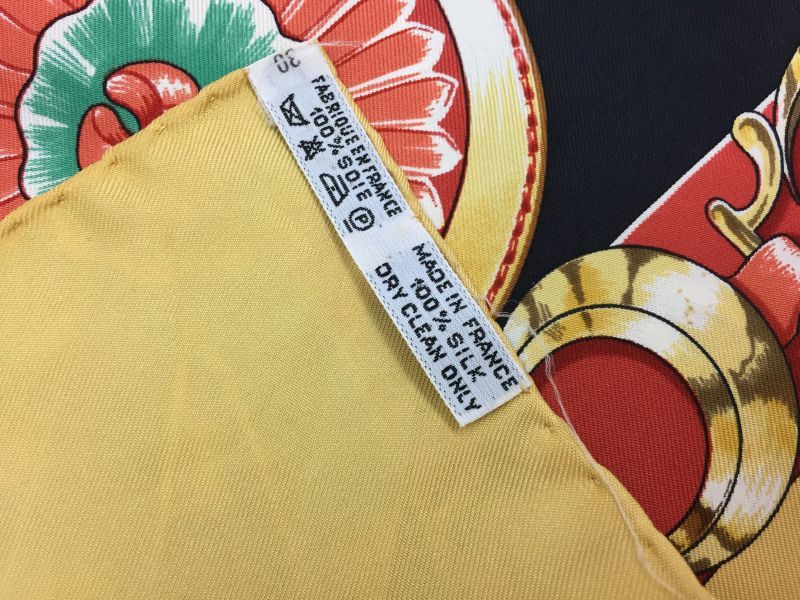 30
FABRIQUE EN FRANCE
100% SOIE
P
MADE IN FRANCE
100% SILK
DRY CLEAN ONLY